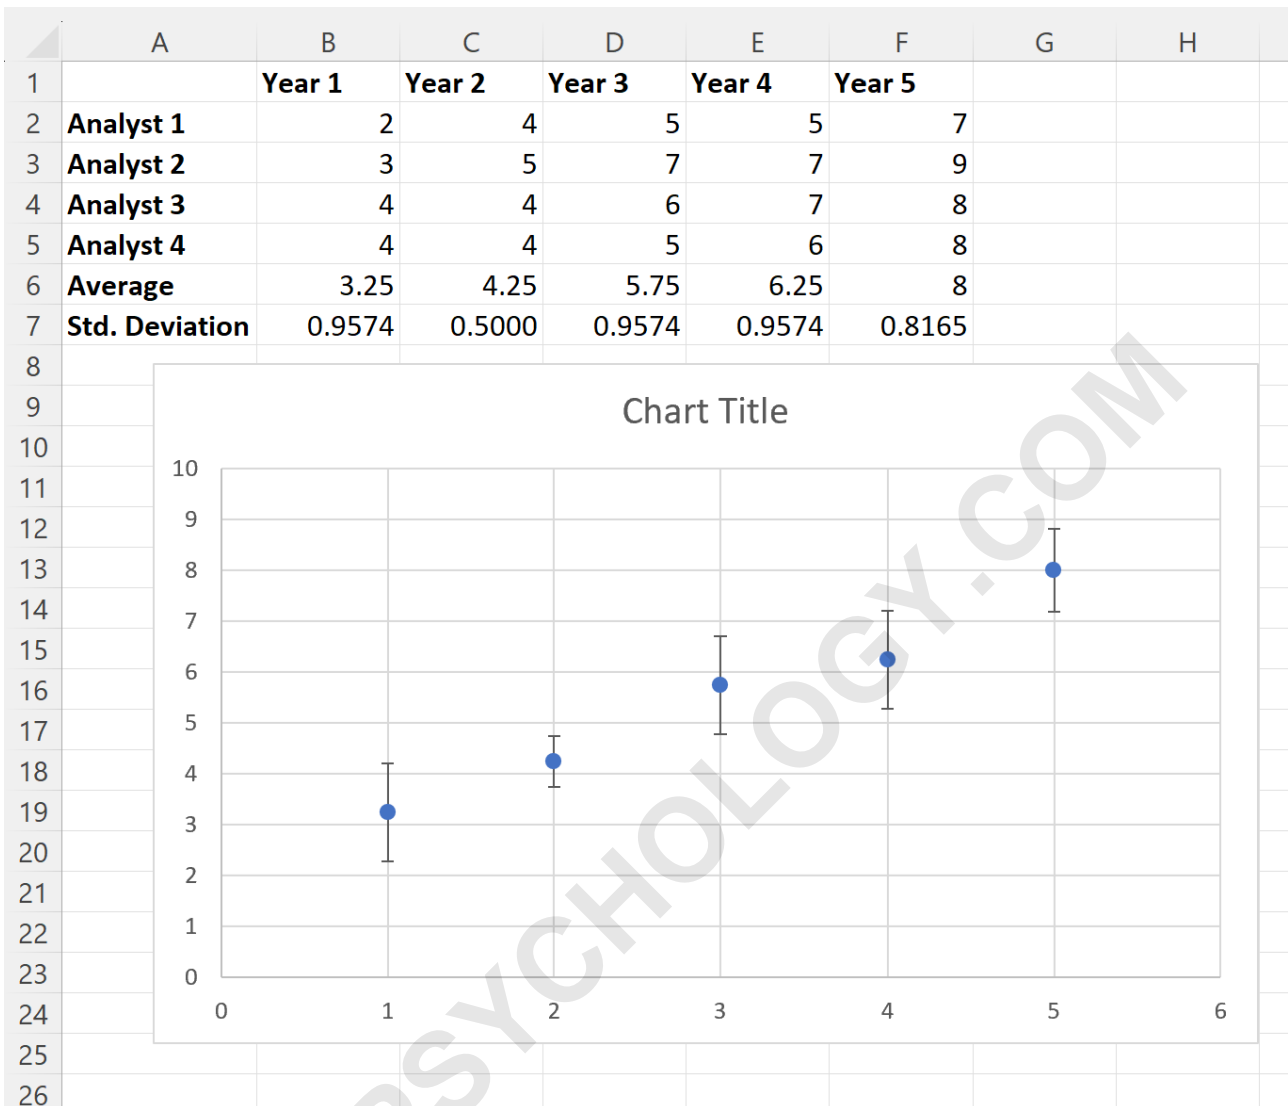 A B C D E F G H
1 Year 1 Year 2 Year 3 Year 4 Year 5
2 Analyst 1 2 4 5 5 7
3 Analyst 2 3 5 7 7 9
4 Analyst 3 4 4 6 7 8
5 Analyst 4 4 4 5 6 8
6 Average 3.25 4.25 5.75 6.25 8
7 Std. Deviation 0.9574 0.5000 0.9574 0.9574 0.8165
8
9 Chart Title
10 10
11
12 9
13 8
14 7
15
16 6
17 5
18 4
19 3
20 2
21
22 1
23 0
24 0 1 2 3 4 5 6
25
26
PSYCHOLOGY.COM